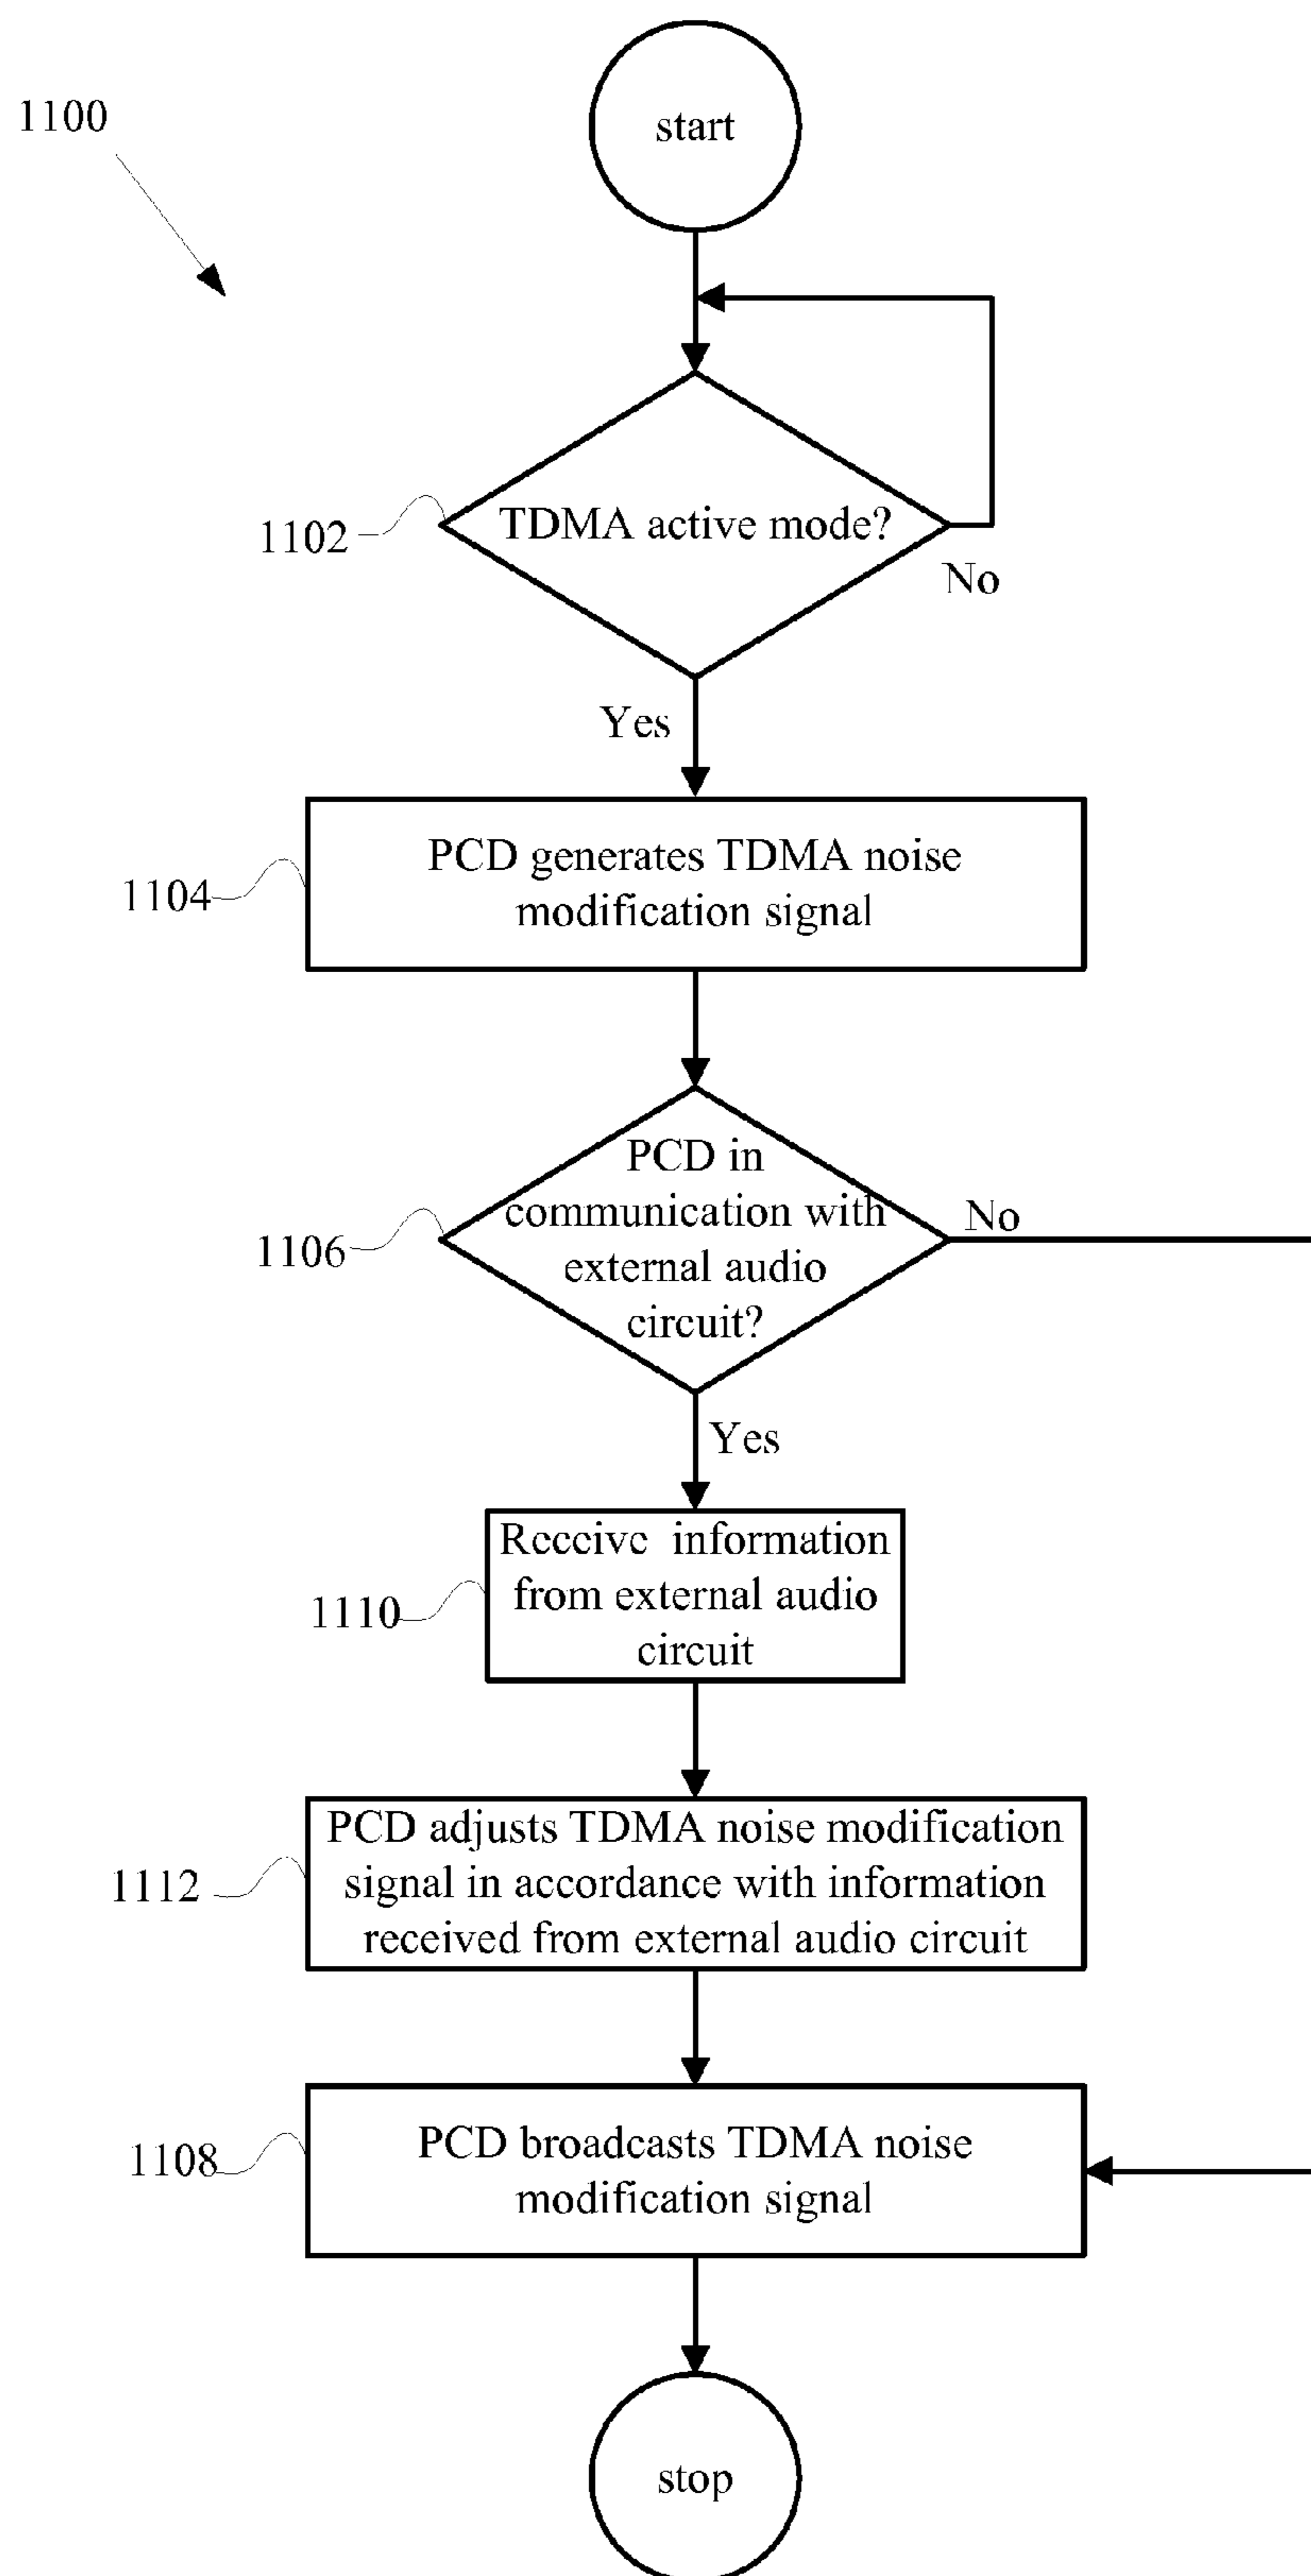 start
1100
TDMA active mode?
1102
No
Yes
PCD generates TDMA noise
modification signal
1104
PCD in
communication with
external audio
circuit?
No
1106
Yes
Receive information
from external audio
circuit
1110
PCD adjusts TDMA noise modification
signal in accordance with information
received from external audio circuit
1112
PCD broadcasts TDMA noise
modification signal
1108
stop